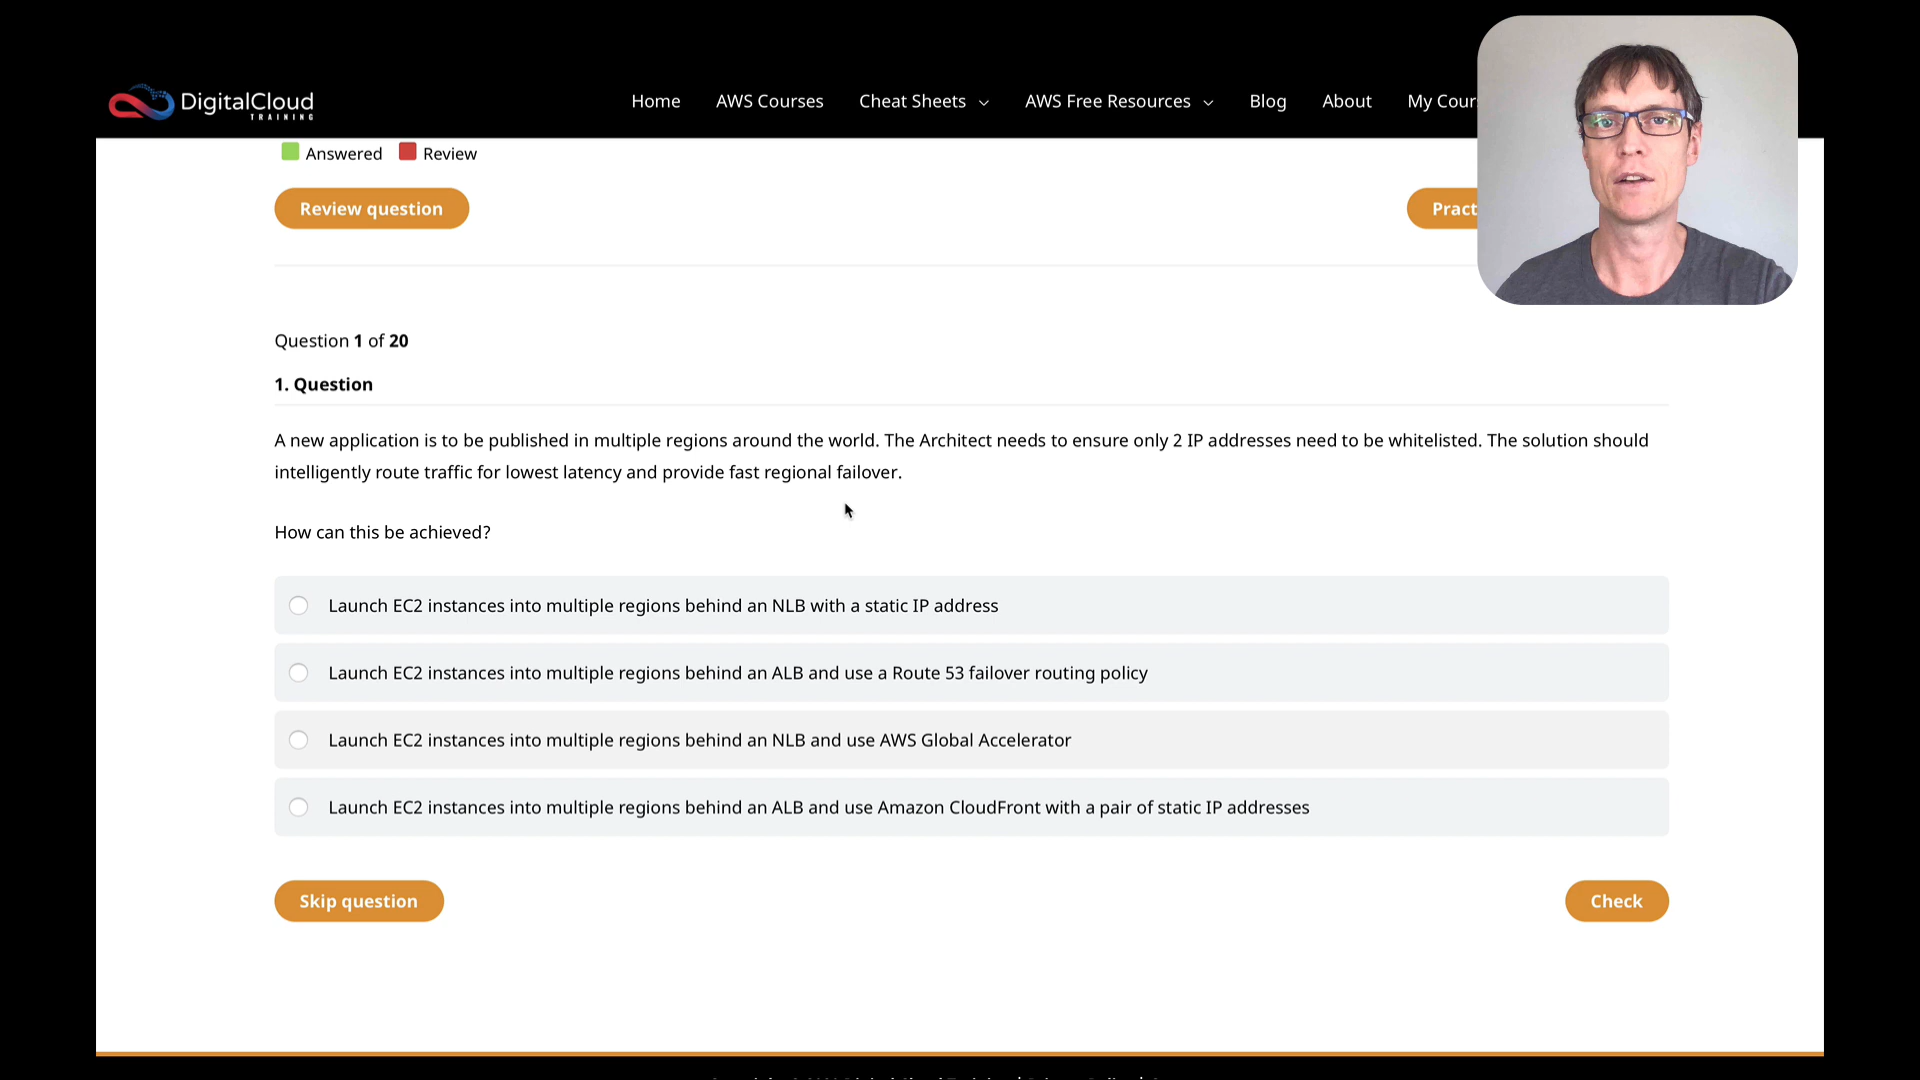 DigitalCloud
TRAINING
Home AWS Courses Cheat Sheets AWS Free Resources Blog About My Cour
Answered Review
Review question
Pract
Question 1 of 20
1. Question
A new application is to be published in multiple regions around the world. The Architect needs to ensure only 2 IP addresses need to be whitelisted. The solution should
intelligently route traffic for lowest latency and provide fast regional failover.
How can this be achieved?
Launch EC2 instances into multiple regions behind an NLB with a static IP address
Launch EC2 instances into multiple regions behind an ALB and use a Route 53 failover routing policy
Launch EC2 instances into multiple regions behind an NLB and use AWS Global Accelerator
Launch EC2 instances into multiple regions behind an ALB and use Amazon CloudFront with a pair of static IP addresses
Skip question
Check